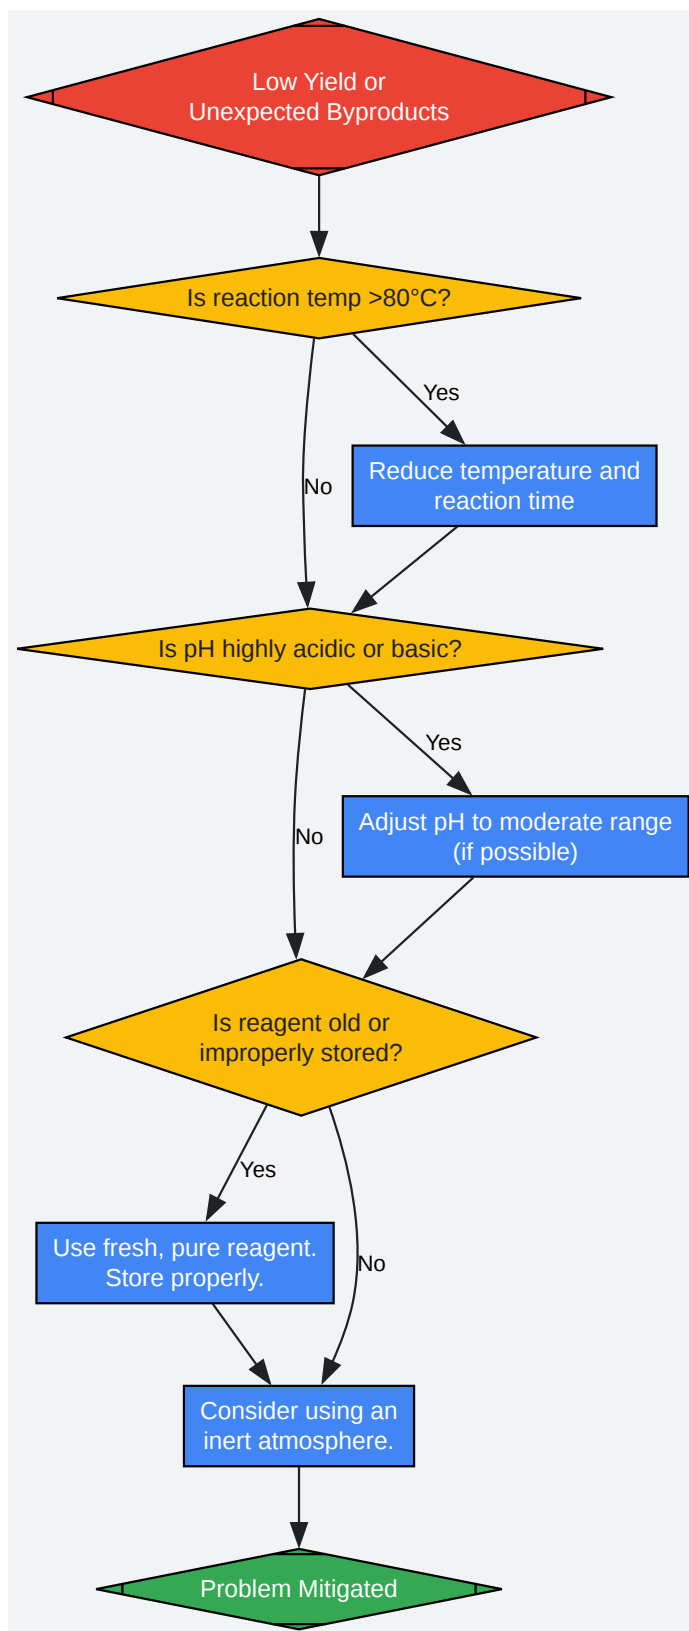 Low Yield or
Unexpected Byproducts
Is reaction temp >80°C?
Yes
Reduce temperature and
reaction time
No
Is pH highly acidic or basic?
Yes
Adjust pH to moderate range
(if possible)
No
Is reagent old or
improperly stored?
Yes
Use fresh, pure reagent.
Store properly.
No
Consider using an
inert atmosphere.
Problem Mitigated